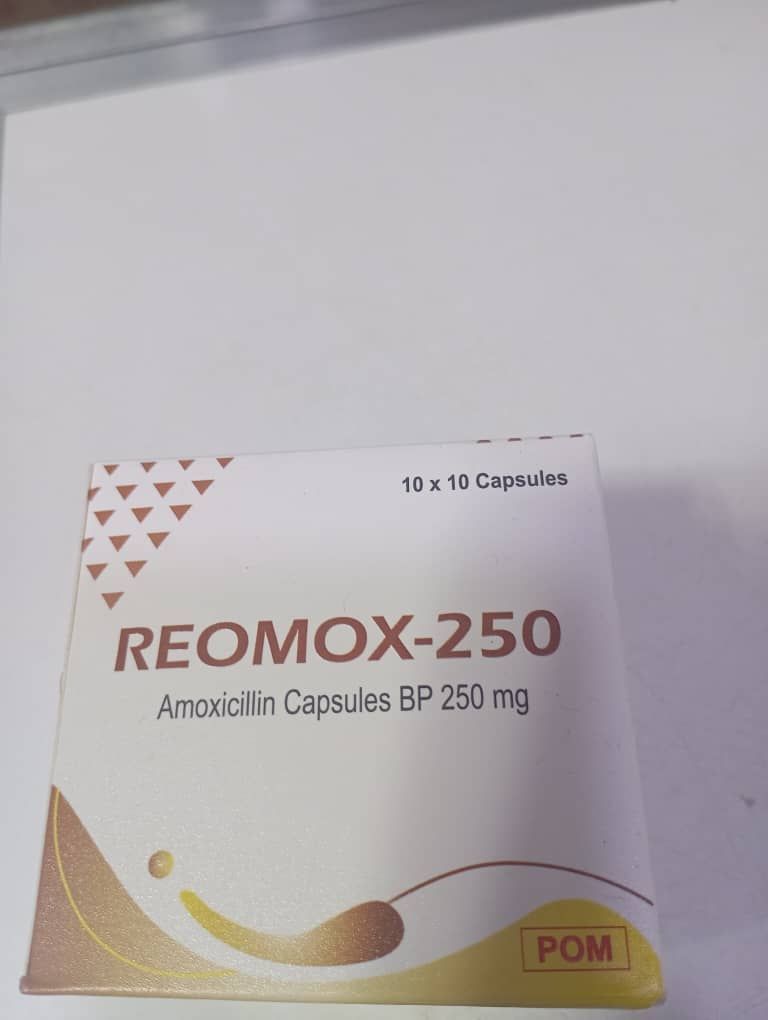 10 x 10 Capsules
REOMOX-250
Amoxicillin Capsules BP 250 mg
POM